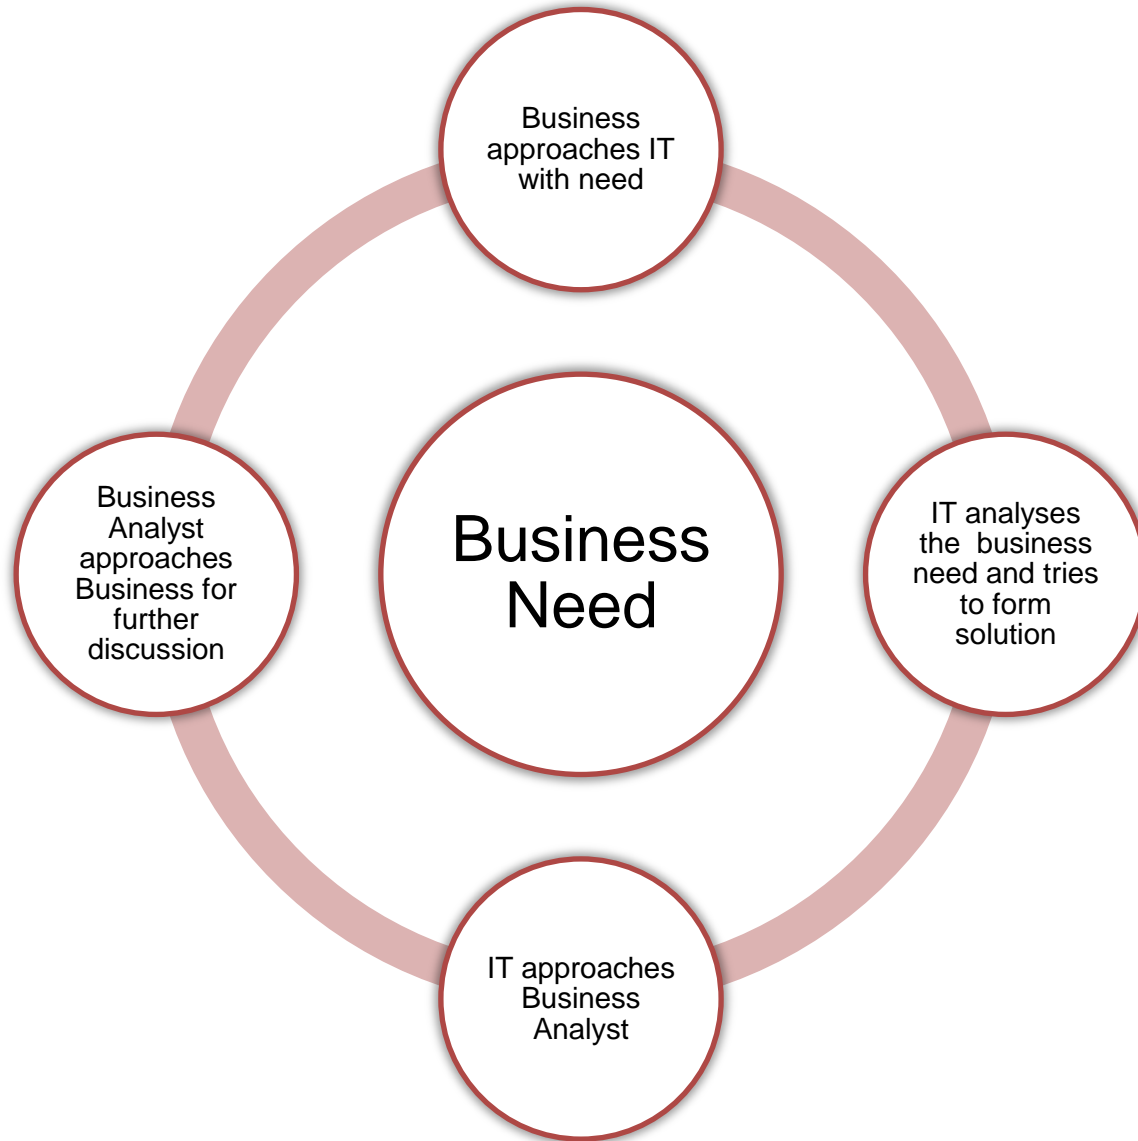 Business
approaches IT
with need
Business
Analyst
approaches
Business for
further
discussion
Business
Need
IT analyses
the  business
need and tries
to form
solution
IT approaches
Business
Analyst